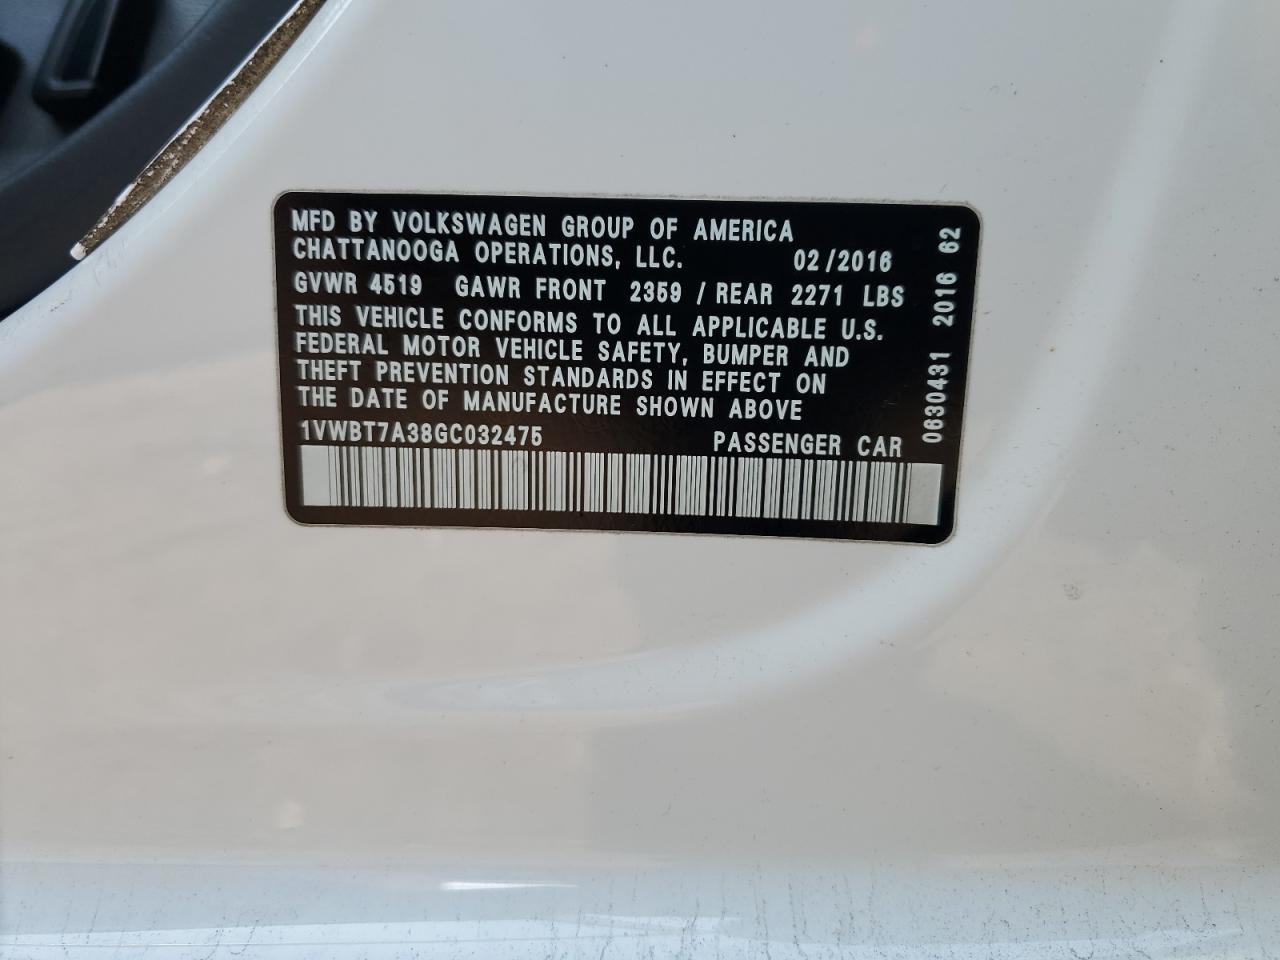 MFD BY VOLKSWAGEN GROUP OF AMERICA
CHATTANOOGA OPERATIONS, LLC. 02/2016
GVWR 4519 GAWR FRONT 2359 / REAR 2271 LBS
THIS VEHICLE CONFORMS TO ALL APPLICABLE U.S.
FEDERAL MOTOR VEHICLE SAFETY, BUMPER AND
THEFT PREVENTION STANDARDS IN EFFECT ON
THE DATE OF MANUFACTURE SHOWN ABOVE
1VWBT7A38GC032475 PASSENGER CAR
0630431 2016 62